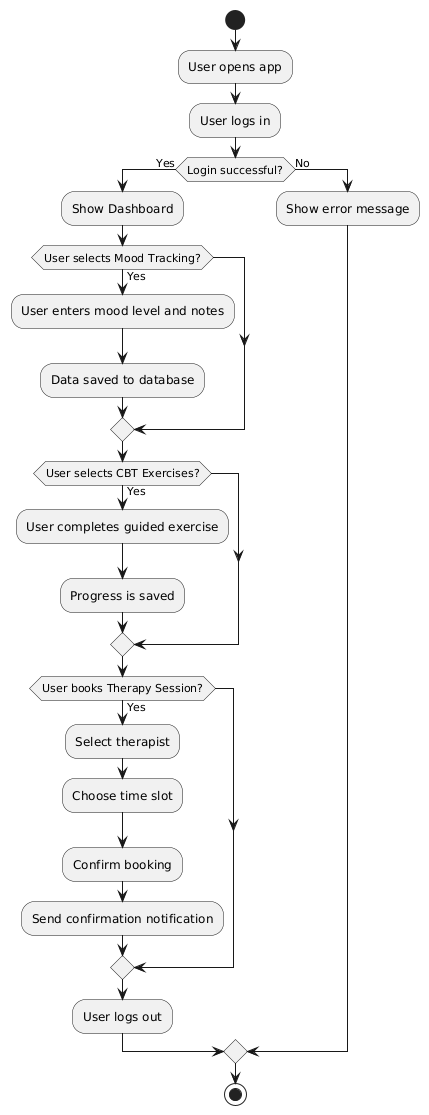 User opens app
User logs in
Yes
Login successful?
No
Show Dashboard
Show error message
User selects Mood Tracking?
Yes
User enters mood level and notes
Data saved to database
User selects CBT Exercises?
Yes
User completes guided exercise
Progress is saved
User books Therapy Session?
Yes
Select therapist
Choose time slot
Confirm booking
Send confirmation notification
User logs out